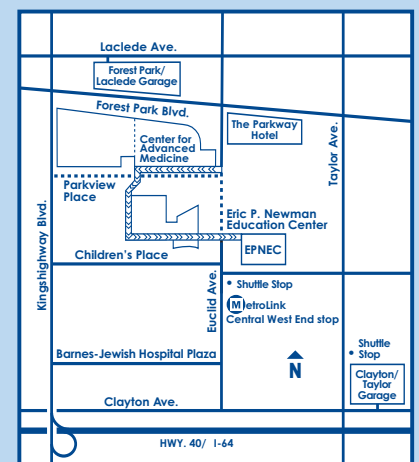 Laclede Ave.
Forest Park/
Laclede Garage
Forest Park Blvd.
The Parkway
Hotel
Center for
Advanced
Medicine
Taylor Ave.
Parkview
Place
Kingshighway Blvd.
Eric P. Newman
Education Center
EPNEC
Children's Place
Euclid Ave.
• Shuttle Stop
MetroLink
Central West End stop
Shuttle
• Stop
Barnes-Jewish Hospital Plaza
N
Clayton/
Taylor
Garage
Clayton Ave.
HWY. 40/ I-64